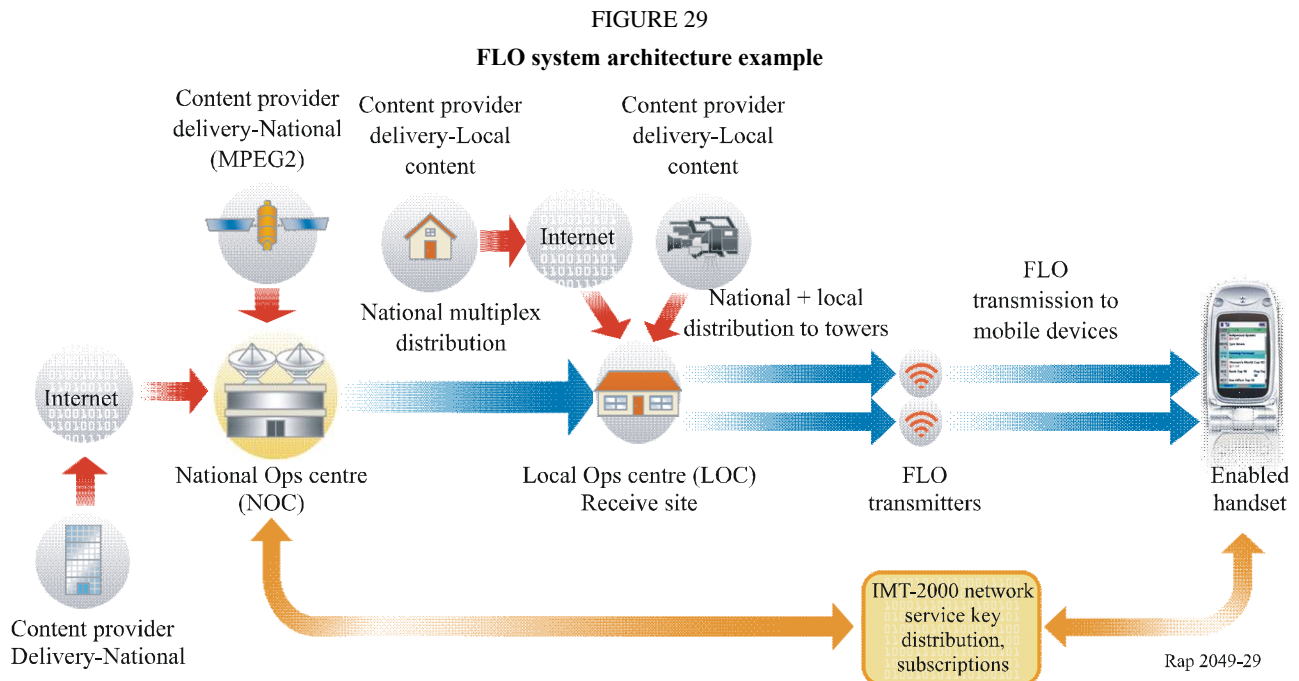 FIGURE 29
FLO system architecture example
Content provider
delivery-National
(MPEG2)
Content provider
delivery-Local
content
Content provider
delivery-Local
content
Internet
National multiplex
distribution
National + local
distribution to towers
FLO
transmission to
mobile devices
Internet
National Ops centre
(NOC)
Local Ops centre (LOC)
Receive site
FLO
transmitters
Enabled
handset
Content provider
Delivery-National
IMT-2000 network
service key
distribution,
subscriptions
Rap 2049-29